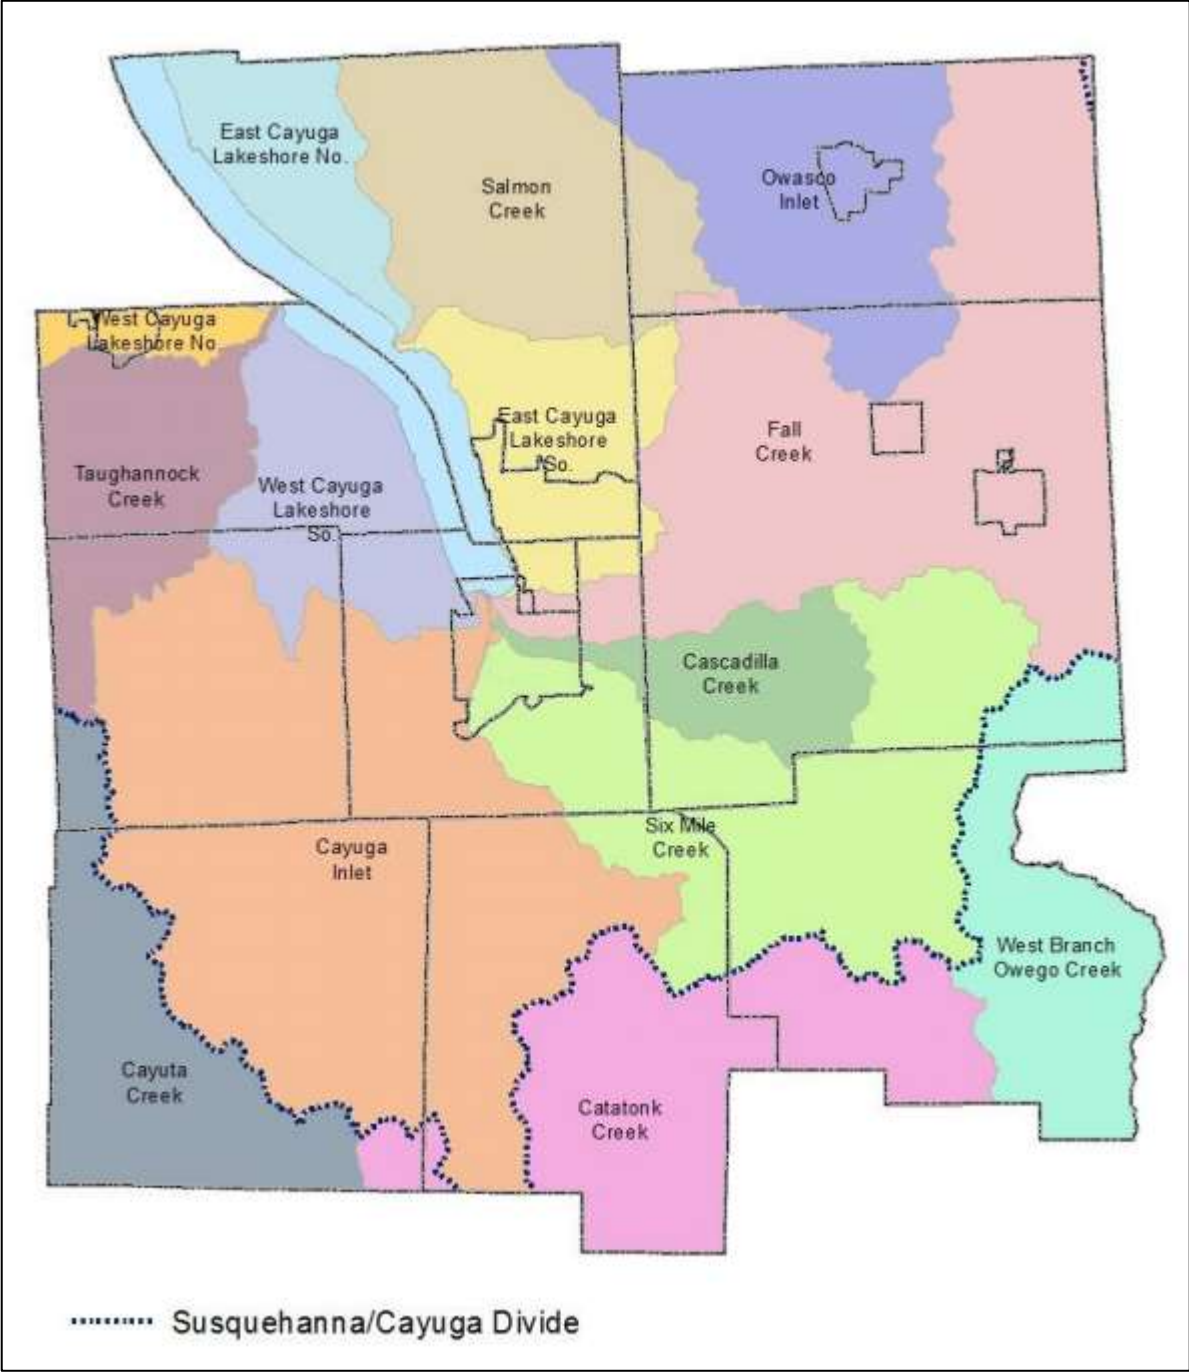 East Cayuga
Lakeshore No.
Salmon
Creek
Owasco
Inlet
West Cayuga
Lakeshore No
East Cayuga
Lakeshore
So.
Fall
Creek
Taughannock
Creek
West Cayuga
Lakeshore
So.
Cascadilla
Creek
Six Mile
Creek
Cayuga
Inlet
West Branch
Owego Creek
Cayuta
Creek
Catatonk
Creek
Susquehanna/Cayuga Divide